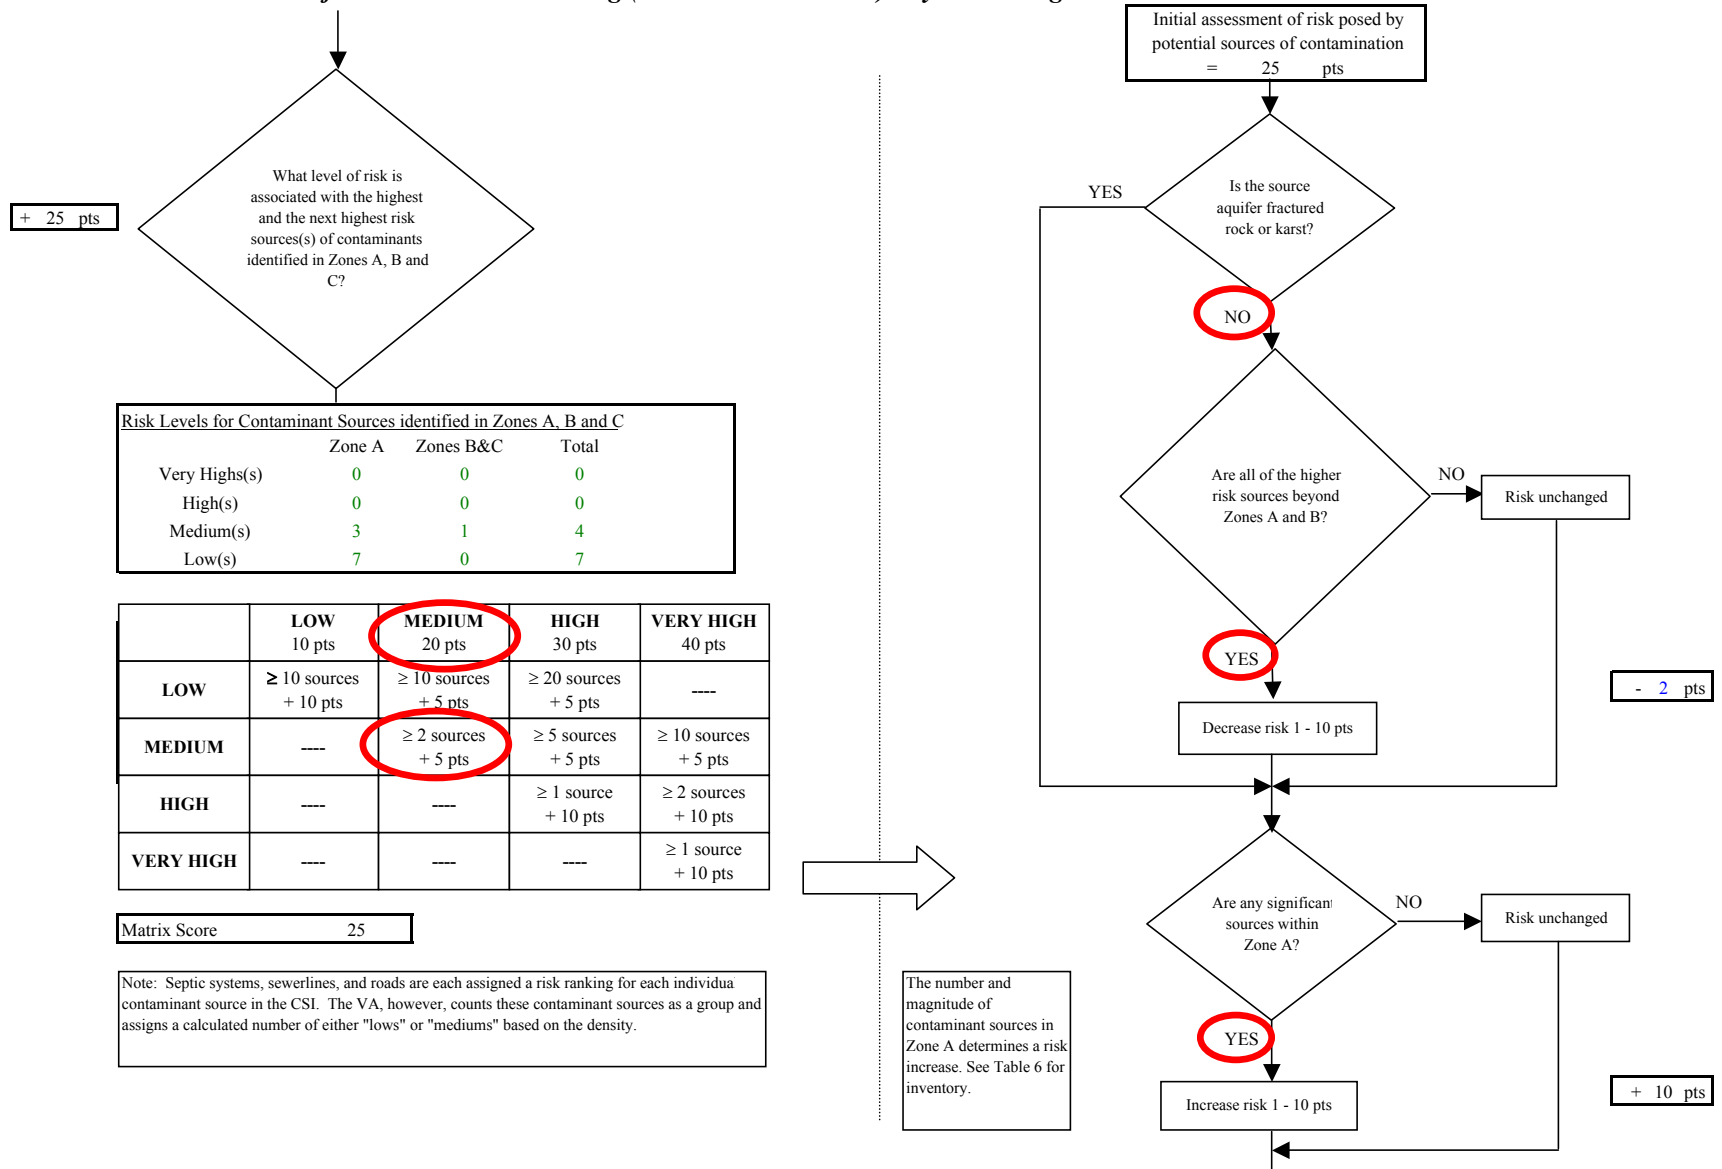 Initial assessment of risk posed by
potential sources of contamination
= 25 pts
What level of risk is
associated with the highest
and the next highest risk
sources(s) of contaminants
identified in Zones A, B and
C?
+ 25 pts
YES
Is the source
aquifer fractured
rock or karst?
NO
Risk Levels for Contaminant Sources identified in Zones A, B and C
Zone A Zones B&C Total
Very Highs(s) 0 0 0
High(s) 0 0 0
Medium(s) 3 1 4
Low(s) 7 0 7
Are all of the higher
risk sources beyond
Zones A and B?
NO
Risk unchanged
YES
- 2 pts
Decrease risk 1 - 10 pts
LOW MEDIUM HIGH VERY HIGH
10 pts 20 pts 30 pts 40 pts
LOW ≥ 10 sources + 10 pts ≥ 10 sources + 5 pts ≥ 20 sources + 5 pts ----
MEDIUM ---- ≥ 2 sources + 5 pts ≥ 5 sources + 5 pts ≥ 10 sources + 5 pts
HIGH ---- ---- ≥ 1 source + 10 pts ≥ 2 sources + 10 pts
VERY HIGH ---- ---- ---- ≥ 1 source + 10 pts
Matrix Score 25
Note: Septic systems, sewerlines, and roads are each assigned a risk ranking for each individua
contaminant source in the CSI. The VA, however, counts these contaminant sources as a group and
assigns a calculated number of either "lows" or "mediums" based on the density.
Are any significant
sources within
Zone A?
NO
Risk unchanged
The number and
magnitude of
contaminant sources in
Zone A determines a risk
increase. See Table 6 for
inventory.
YES
+ 10 pts
Increase risk 1 - 10 pts